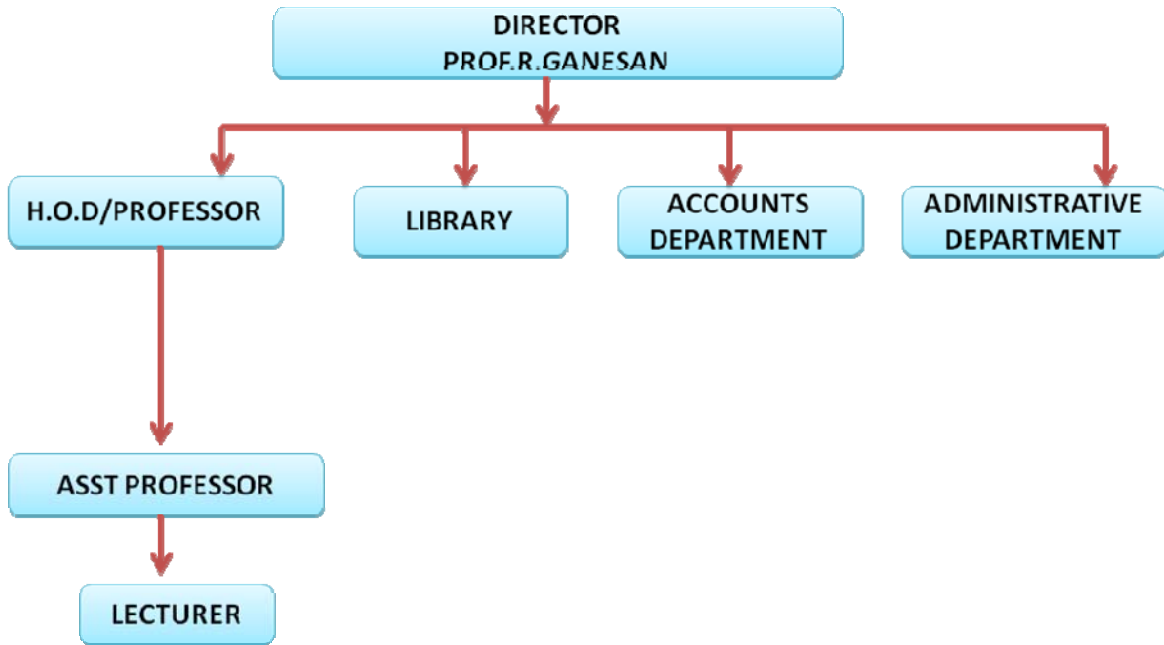 DIRECTOR
PROF.R.GANESAN
H.O.D/PROFESSOR
LIBRARY
ACCOUNTS
DEPARTMENT
ADMINISTRATIVE
DEPARTMENT
ASST PROFESSOR
LECTURER